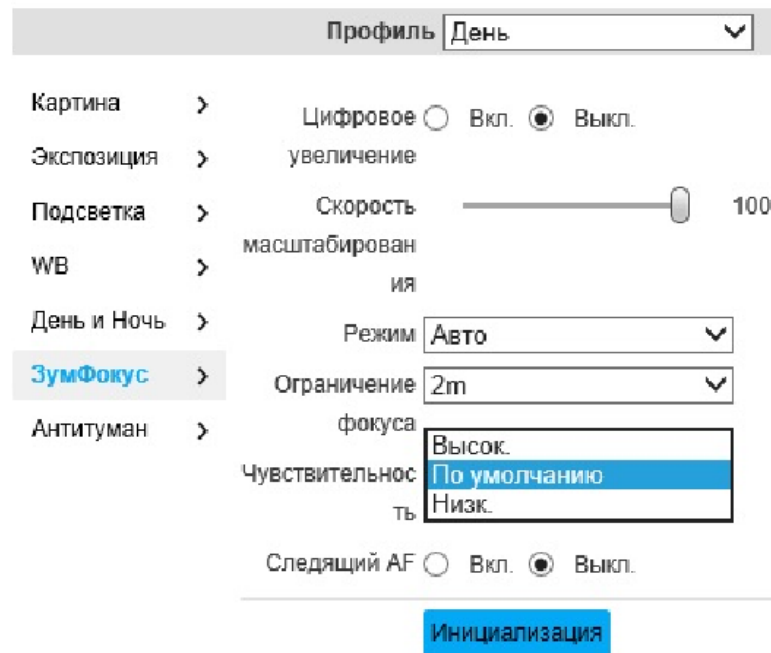 Профиль День
Картина
Экспозиция
Подсветка
WB
День и Ночь
ЗумФокус
Антитуман
Цифровое Вкл. Выкл.
увеличение
Скорость 100
масштабирован
ия
Режим Авто
Ограничение 2m
фокуса
Высок.
Чувствительнос По умолчанию
ть Низк.
Следящий AF Вкл. Выкл.
Инициализация